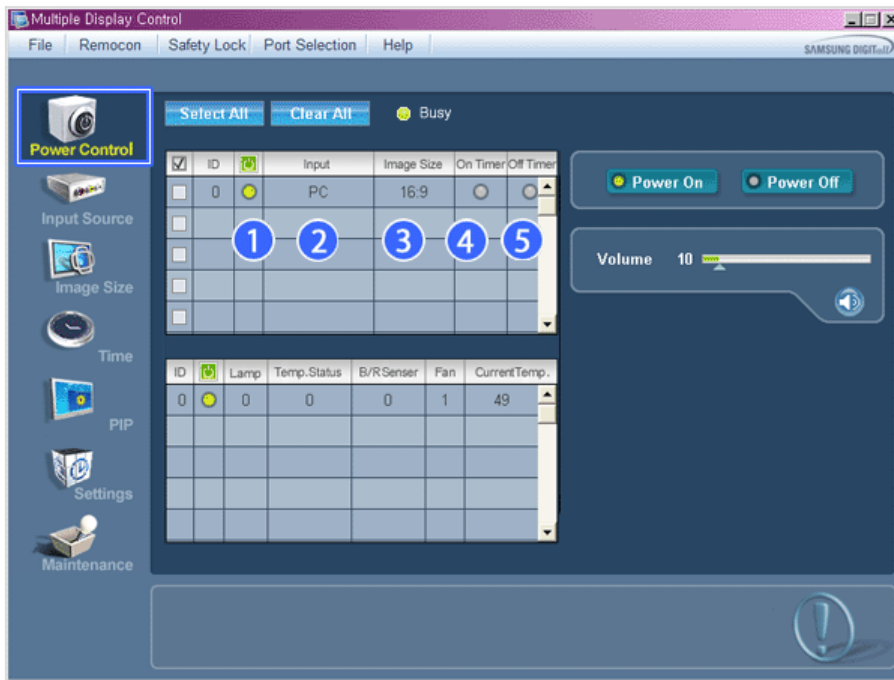 Multiple Display Control
File Remocon Safety Lock Port Selection Help
SAMSUNG DIGITall
Power Control
Input Source
Image Size
Time
PIP
Settings
Maintenance
Select All Clear All Busy
ID Input Image Size On Timer Off Timer
0 PC 16:9
1 2 3 4 5
ID Lamp Temp.Status B/RSenser Fan CurrentTemp.
0 0 0 0 1 49
Power On Power Off
Volume 10